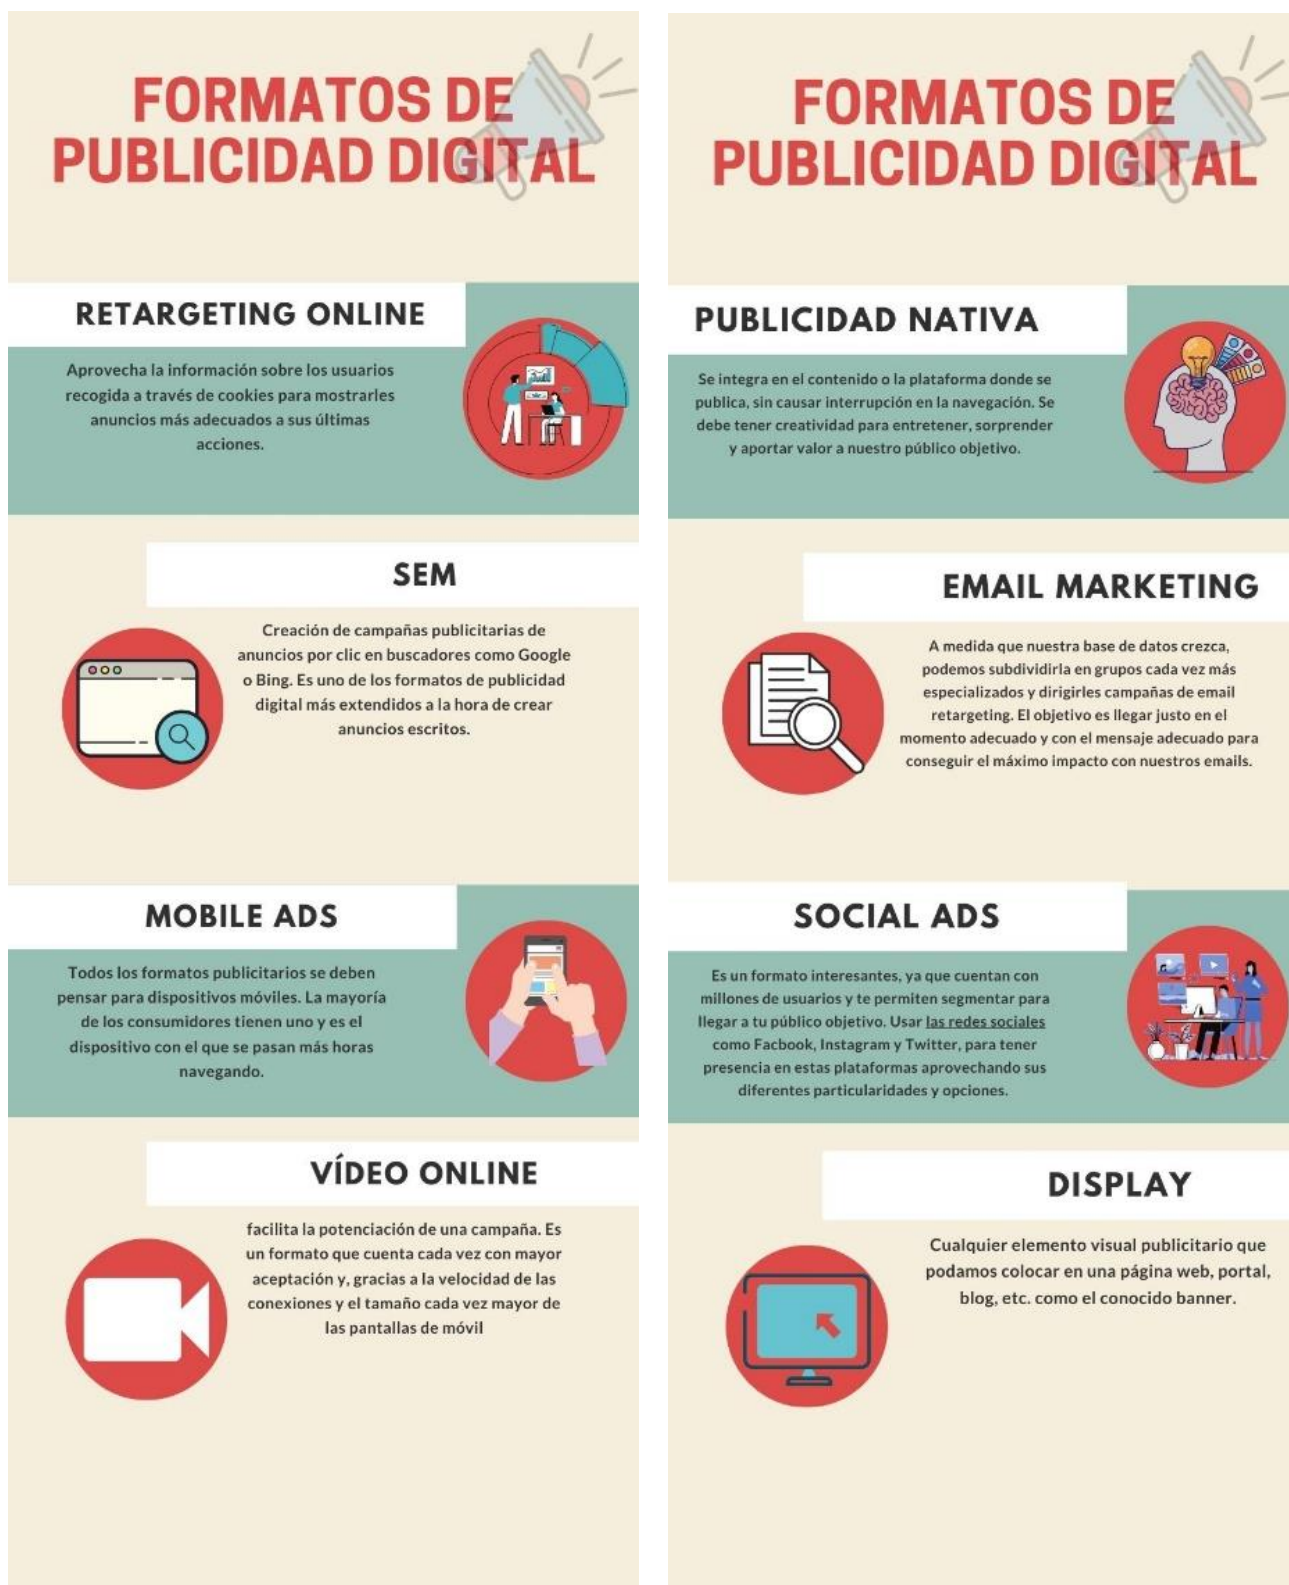 FORMATOS DE
PUBLICIDAD DIGITAL
RETARGETING ONLINE
Aprovecha la información sobre los usuarios
recogida a través de cookies para mostrarles
anuncios más adecuados a sus últimas
acciones.
SEM
Creación de campañas publicitarias de
anuncios por clic en buscadores como Google
o Bing. Es uno de los formatos de publicidad
digital más extendidos a la hora de crear
anuncios escritos.
MOBILE ADS
Todos los formatos publicitarios se deben
pensar para dispositivos móviles. La mayoría
de los consumidores tienen uno y es el
dispositivo con el que se pasan más horas
navegando.
VÍDEO ONLINE
facilita la potenciación de una campaña. Es
un formato que cuenta cada vez con mayor
aceptación y, gracias a la velocidad de las
conexiones y el tamaño cada vez mayor de
las pantallas de móvil
FORMATOS DE
PUBLICIDAD DIGITAL
PUBLICIDAD NATIVA
Se integra en el contenido o la plataforma donde se
publica, sin causar interrupción en la navegación. Se
debe tener creatividad para entretener, sorprender
y aportar valor a nuestro público objetivo.
EMAIL MARKETING
A medida que nuestra base de datos crezca,
podemos subdividirla en grupos cada vez más
especializados y dirigirles campañas de email
retargeting. El objetivo es llegar justo en el
momento adecuado y con el mensaje adecuado para
conseguir el máximo impacto con nuestros emails.
SOCIAL ADS
Es un formato interesantes, ya que cuentan con
millones de usuarios y te permiten segmentar para
llegar a tu público objetivo. Usar las redes sociales
como Facbook, Instagram y Twitter, para tener
presencia en estas plataformas aprovechando sus
diferentes particularidades y opciones.
DISPLAY
Cualquier elemento visual publicitario que
podamos colocar en una página web, portal,
blog, etc. como el conocido banner.